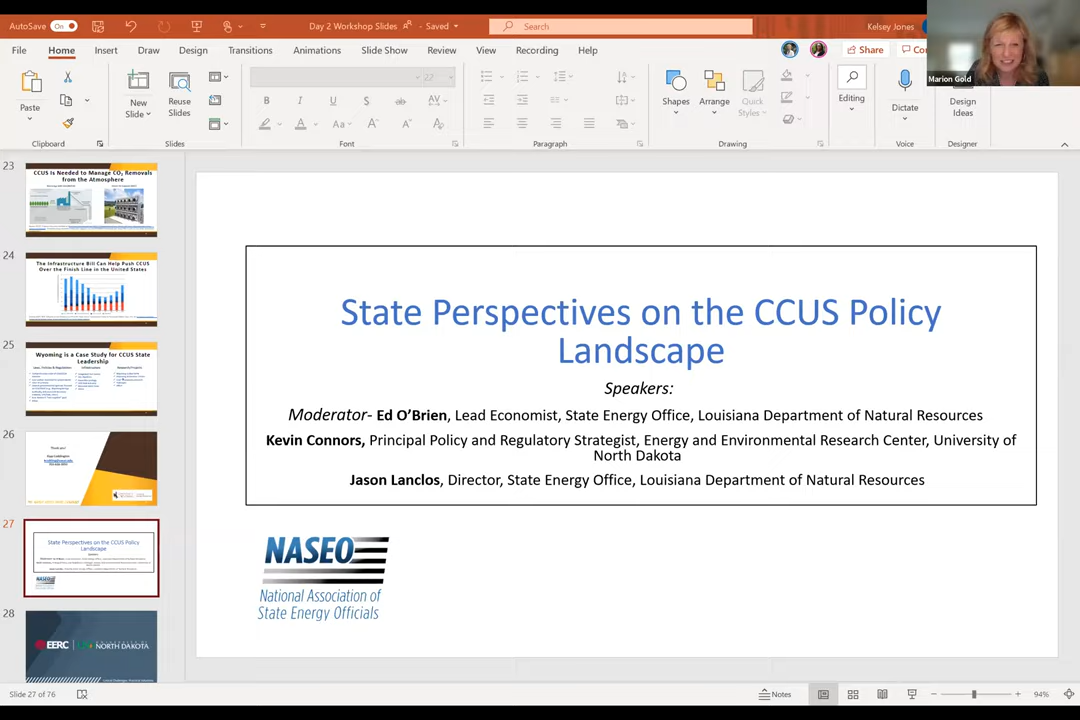 AutoSave On Day 2 Workshop Slides - Saved Search Kelsey Jones
File Home Insert Draw Design Transitions Animations Slide Show Review View Recording Help Share
Marion Gold
22
Paste New Slide Reuse Slides Shapes Arrange Quick Styles Editing Dictate Design Ideas
Clipboard Slides Font Paragraph Drawing Voice Designer
23
CCUS Is Needed to Manage CO₂ Removals
from the Atmosphere
24
The Infrastructure Bill Can Help Push CCUS
Over the Finish Line in the United States
25
Wyoming is a Case Study for CCUS State
Leadership
26
Thank you!
27
State Perspectives on the CCUS Policy
Landscape
28
EERC NORTH DAKOTA
State Perspectives on the CCUS Policy
Landscape
Speakers:
Moderator- Ed O'Brien, Lead Economist, State Energy Office, Louisiana Department of Natural Resources
Kevin Connors, Principal Policy and Regulatory Strategist, Energy and Environmental Research Center, University of
North Dakota
Jason Lanclos, Director, State Energy Office, Louisiana Department of Natural Resources
NASEO
National Association of
State Energy Officials
Slide 27 of 76 Notes 94%